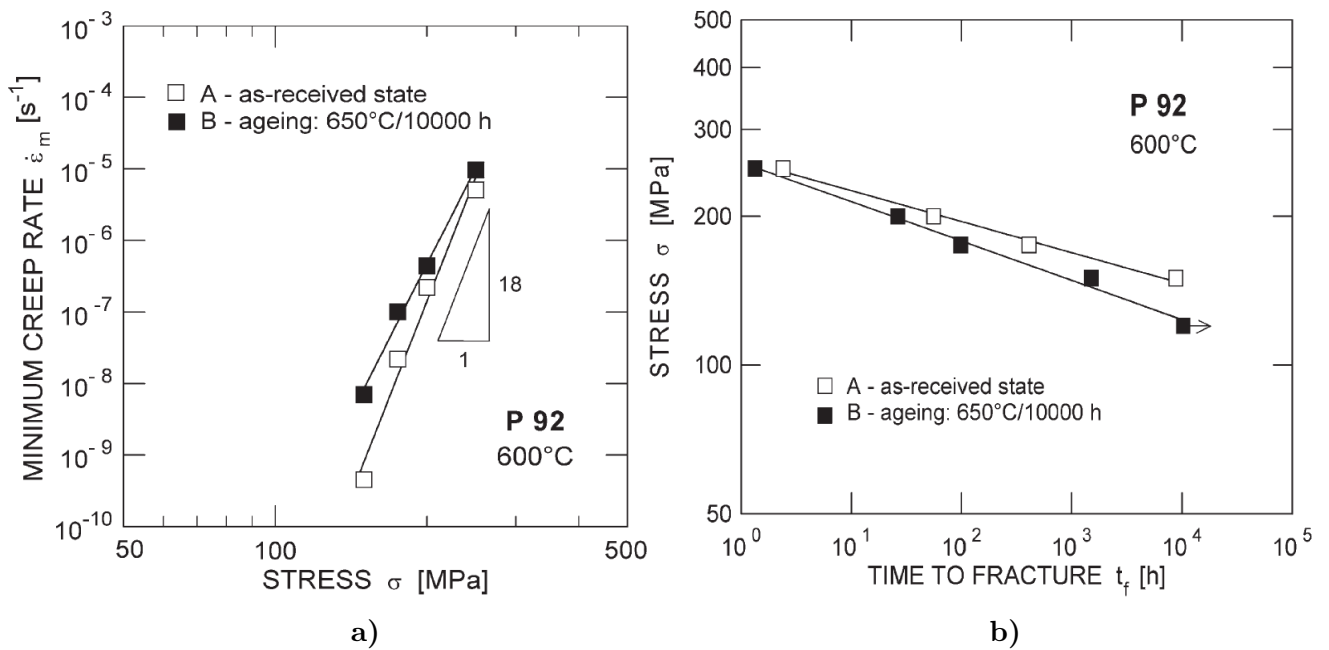 10^-3
10^-4
10^-5
10^-6
10^-7
10^-8
10^-9
10^-10
MINIMUM CREEP RATE ε̇_m [s^-1]
A - as-received state
B - ageing: 650°C/10000 h
18
1
P 92
600°C
50 100 500
STRESS σ [MPa]
a)
500
400
300
200
100
50
STRESS σ [MPa]
P 92
600°C
A - as-received state
B - ageing: 650°C/10000 h
10^0 10^1 10^2 10^3 10^4 10^5
TIME TO FRACTURE t_f [h]
b)